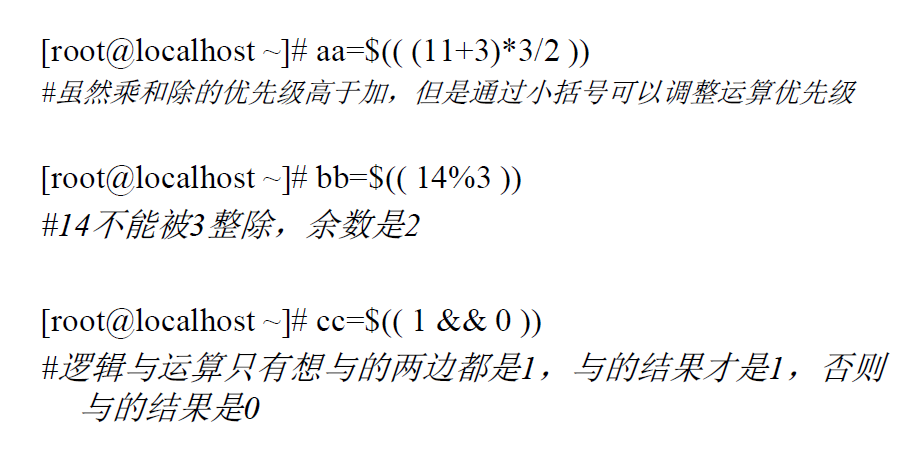 [root@localhost ~]# aa=$(( (11+3)*3/2 ))
#虽然乘和除的优先级高于加，但是通过小括号可以调整运算优先级
[root@localhost ~]# bb=$(( 14%3 ))
#14不能被3整除，余数是2
[root@localhost ~]# cc=$(( 1 && 0 ))
#逻辑与运算只有想与的两边都是1，与的结果才是1，否则
与的结果是0